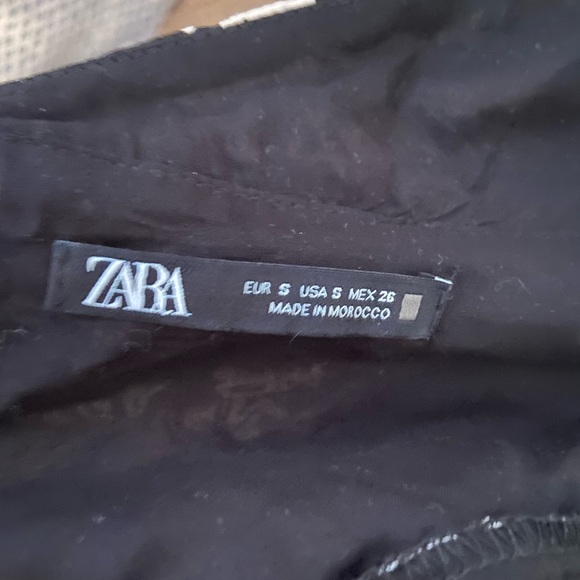 ZARA
EUR S USA S MEX 26
MADE IN MOROCCO